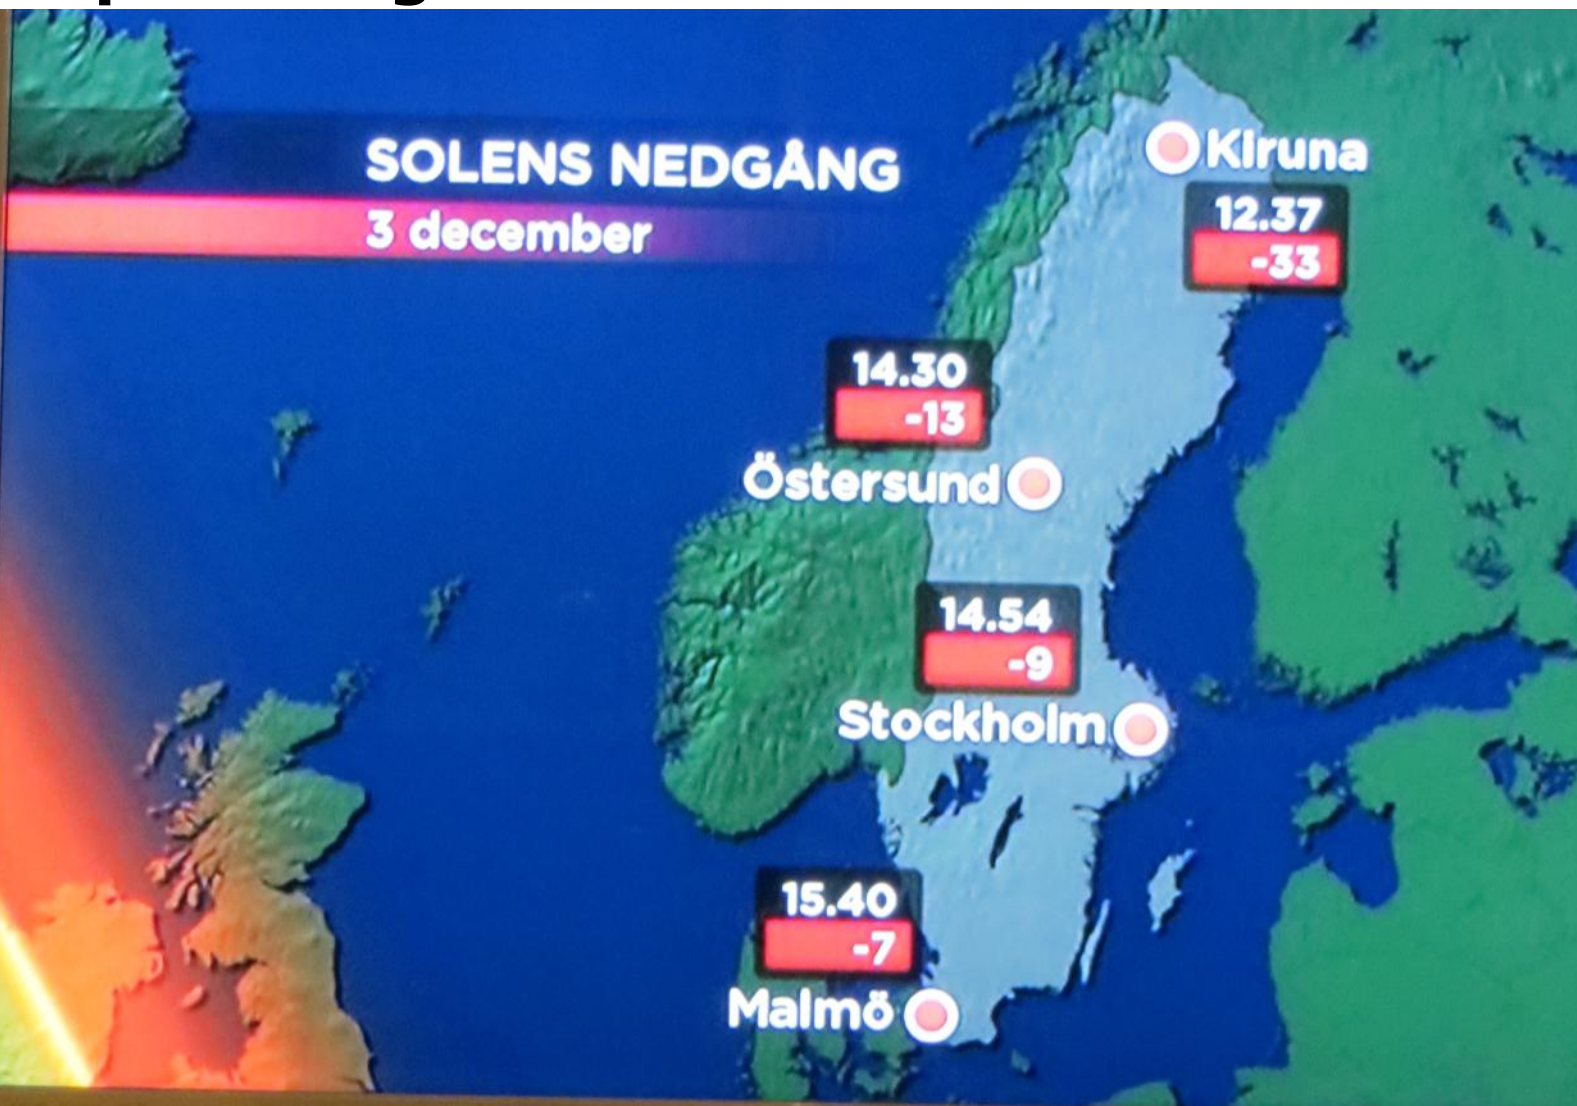 SOLENS NEDGÅNG
3 december
Kiruna
12.37
-33
14.30
-13
Östersund
14.54
-9
Stockholm
15.40
-7
Malmö